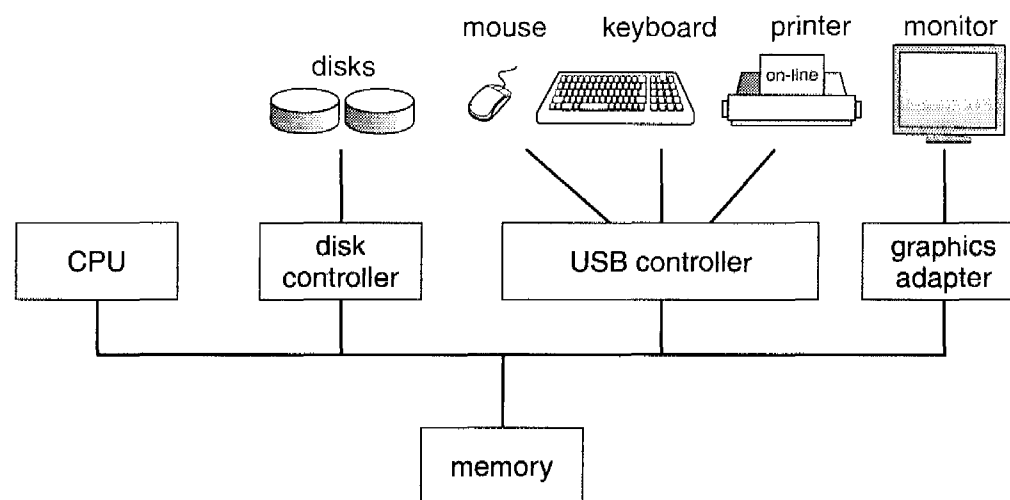 mouse
keyboard
printer
monitor
disks
on-line
CPU
disk
controller
USB controller
graphics
adapter
memory